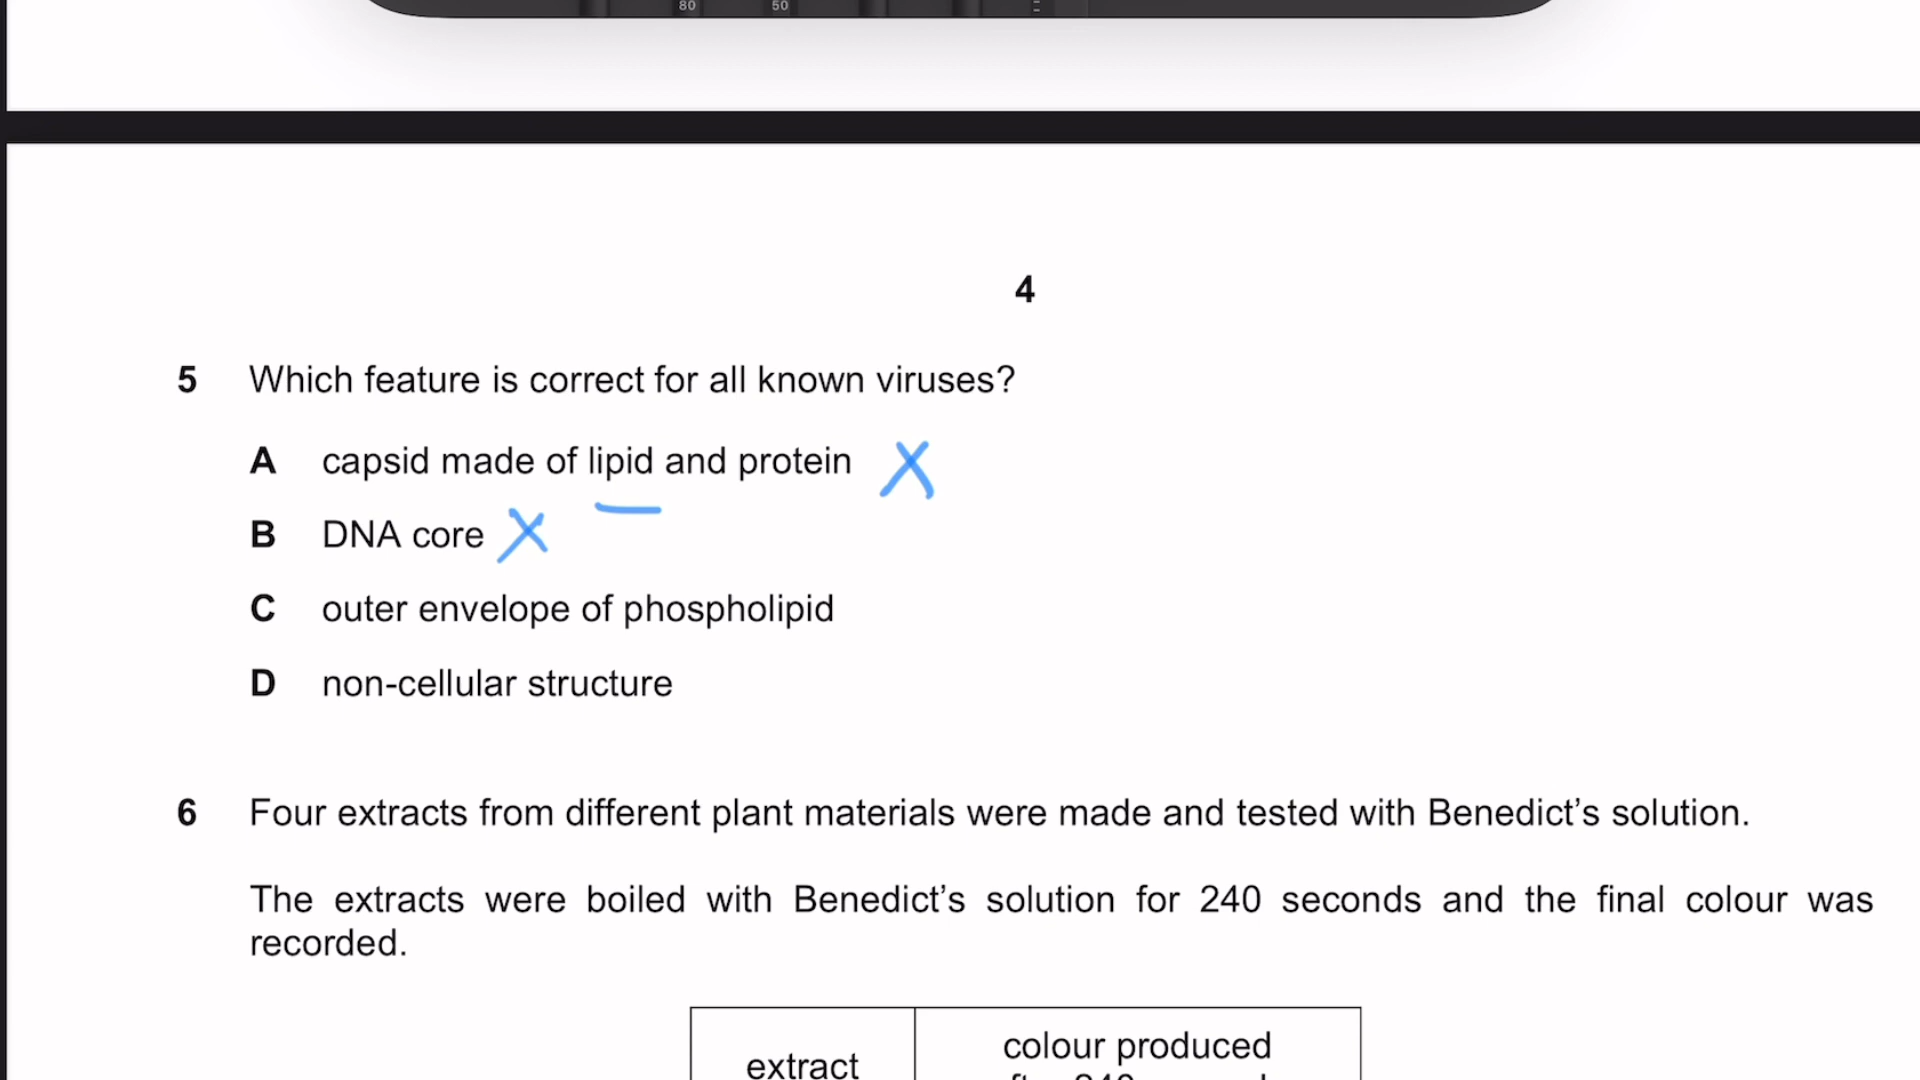 80 50
4
5 Which feature is correct for all known viruses?
A capsid made of lipid and protein X
B DNA core X
C outer envelope of phospholipid
D non-cellular structure
6 Four extracts from different plant materials were made and tested with Benedict’s solution.
The extracts were boiled with Benedict’s solution for 240 seconds and the final colour was
recorded.
extract
colour produced